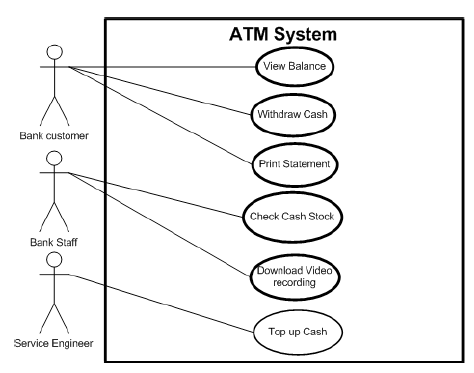 ATM System
View Balance
Bank customer
Withdraw Cash
Print Statement
Bank Staff
Check Cash Stock
Download Video
recording
Service Engineer
Top up Cash